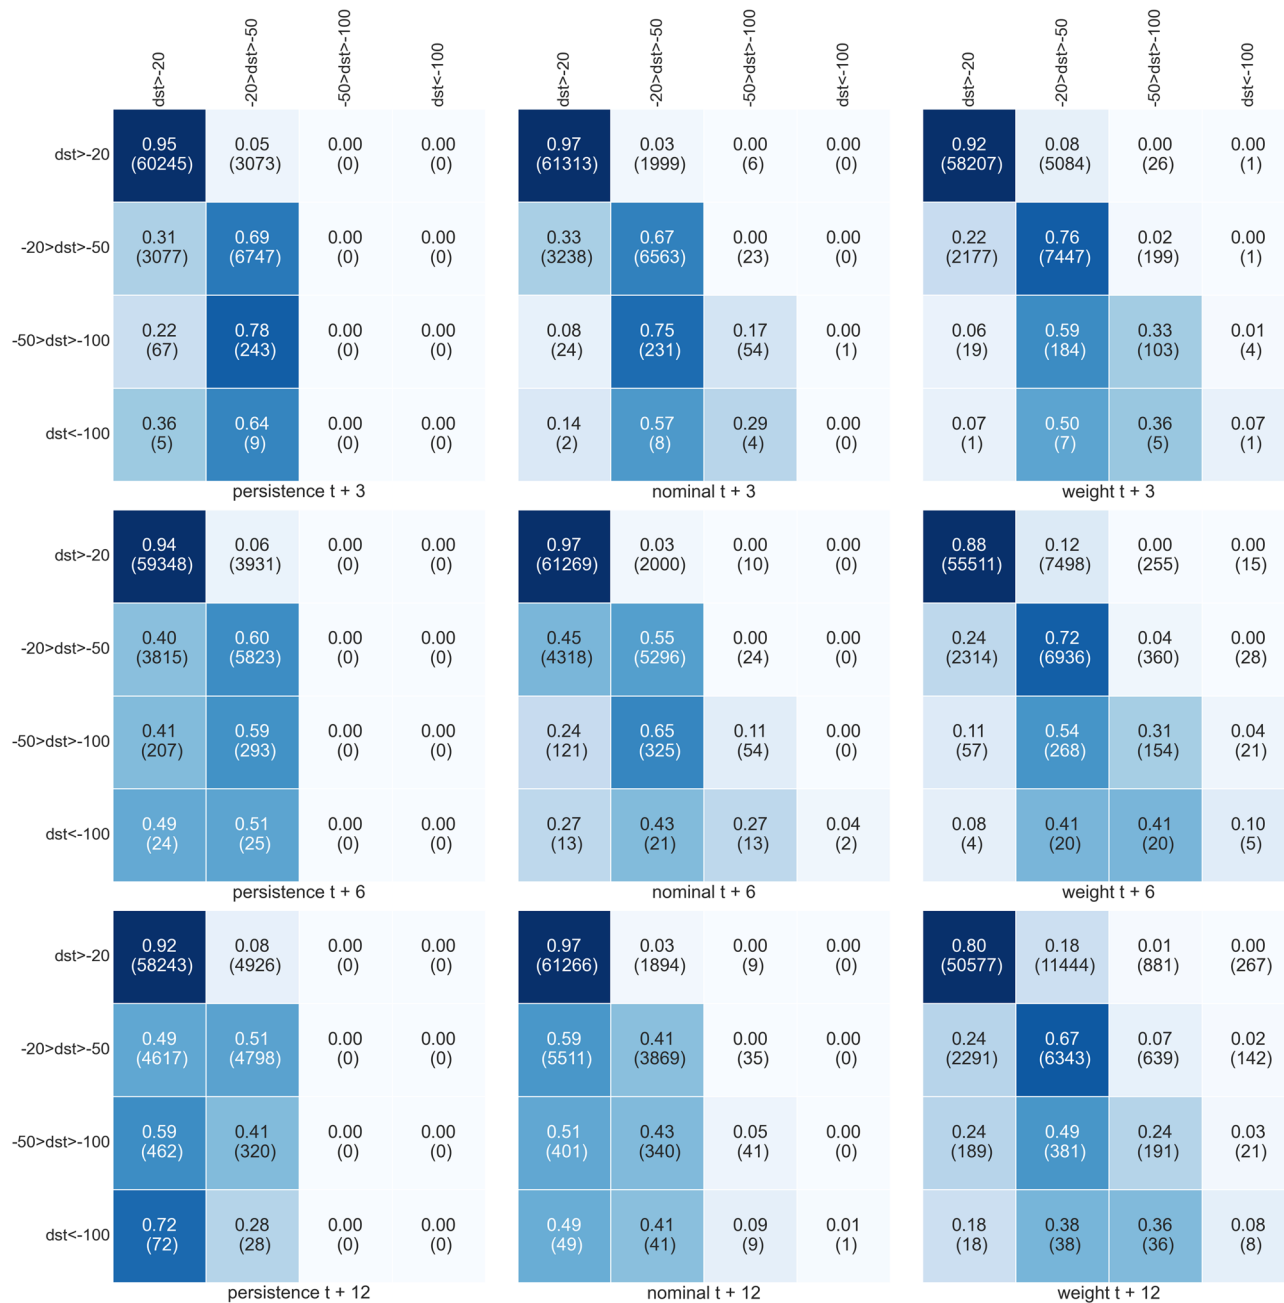 dst>-20 -20>dst>-50 -50>dst>-100 dst<-100 dst>-20 -20>dst>-50 -50>dst>-100 dst<-100 dst>-20 -20>dst>-50 -50>dst>-100 dst<-100
dst>-20 0.95 0.05 0.00 0.00 0.97 0.03 0.00 0.00 0.92 0.08 0.00 0.00
(60245) (3073) (0) (0) (61313) (1999) (6) (0) (58207) (5084) (26) (1)
-20>dst>-50 0.31 0.69 0.00 0.00 0.33 0.67 0.00 0.00 0.22 0.76 0.02 0.00
(3077) (6747) (0) (0) (3238) (6563) (23) (0) (2177) (7447) (199) (1)
-50>dst>-100 0.22 0.78 0.00 0.00 0.08 0.75 0.17 0.00 0.06 0.59 0.33 0.01
(67) (243) (0) (0) (24) (231) (54) (1) (19) (184) (103) (4)
dst<-100 0.36 0.64 0.00 0.00 0.14 0.57 0.29 0.00 0.07 0.50 0.36 0.07
(5) (9) (0) (0) (2) (8) (4) (0) (1) (7) (5) (1)
persistence t + 3 nominal t + 3 weight t + 3
dst>-20 0.94 0.06 0.00 0.00 0.97 0.03 0.00 0.00 0.88 0.12 0.00 0.00
(59348) (3931) (0) (0) (61269) (2000) (10) (0) (55511) (7498) (255) (15)
-20>dst>-50 0.40 0.60 0.00 0.00 0.45 0.55 0.00 0.00 0.24 0.72 0.04 0.00
(3815) (5823) (0) (0) (4318) (5296) (24) (0) (2314) (6936) (360) (28)
-50>dst>-100 0.41 0.59 0.00 0.00 0.24 0.65 0.11 0.00 0.11 0.54 0.31 0.04
(207) (293) (0) (0) (121) (325) (54) (0) (57) (268) (154) (21)
dst<-100 0.49 0.51 0.00 0.00 0.27 0.43 0.27 0.04 0.08 0.41 0.41 0.10
(24) (25) (0) (0) (13) (21) (13) (2) (4) (20) (20) (5)
persistence t + 6 nominal t + 6 weight t + 6
dst>-20 0.92 0.08 0.00 0.00 0.97 0.03 0.00 0.00 0.80 0.18 0.01 0.00
(58243) (4926) (0) (0) (61266) (1894) (9) (0) (50577) (11444) (881) (267)
-20>dst>-50 0.49 0.51 0.00 0.00 0.59 0.41 0.00 0.00 0.24 0.67 0.07 0.02
(4617) (4798) (0) (0) (5511) (3869) (35) (0) (2291) (6343) (639) (142)
-50>dst>-100 0.59 0.41 0.00 0.00 0.51 0.43 0.05 0.00 0.24 0.49 0.24 0.03
(462) (320) (0) (0) (401) (340) (41) (0) (189) (381) (191) (21)
dst<-100 0.72 0.28 0.00 0.00 0.49 0.41 0.09 0.01 0.18 0.38 0.36 0.08
(72) (28) (0) (0) (49) (41) (9) (1) (18) (38) (36) (8)
persistence t + 12 nominal t + 12 weight t + 12